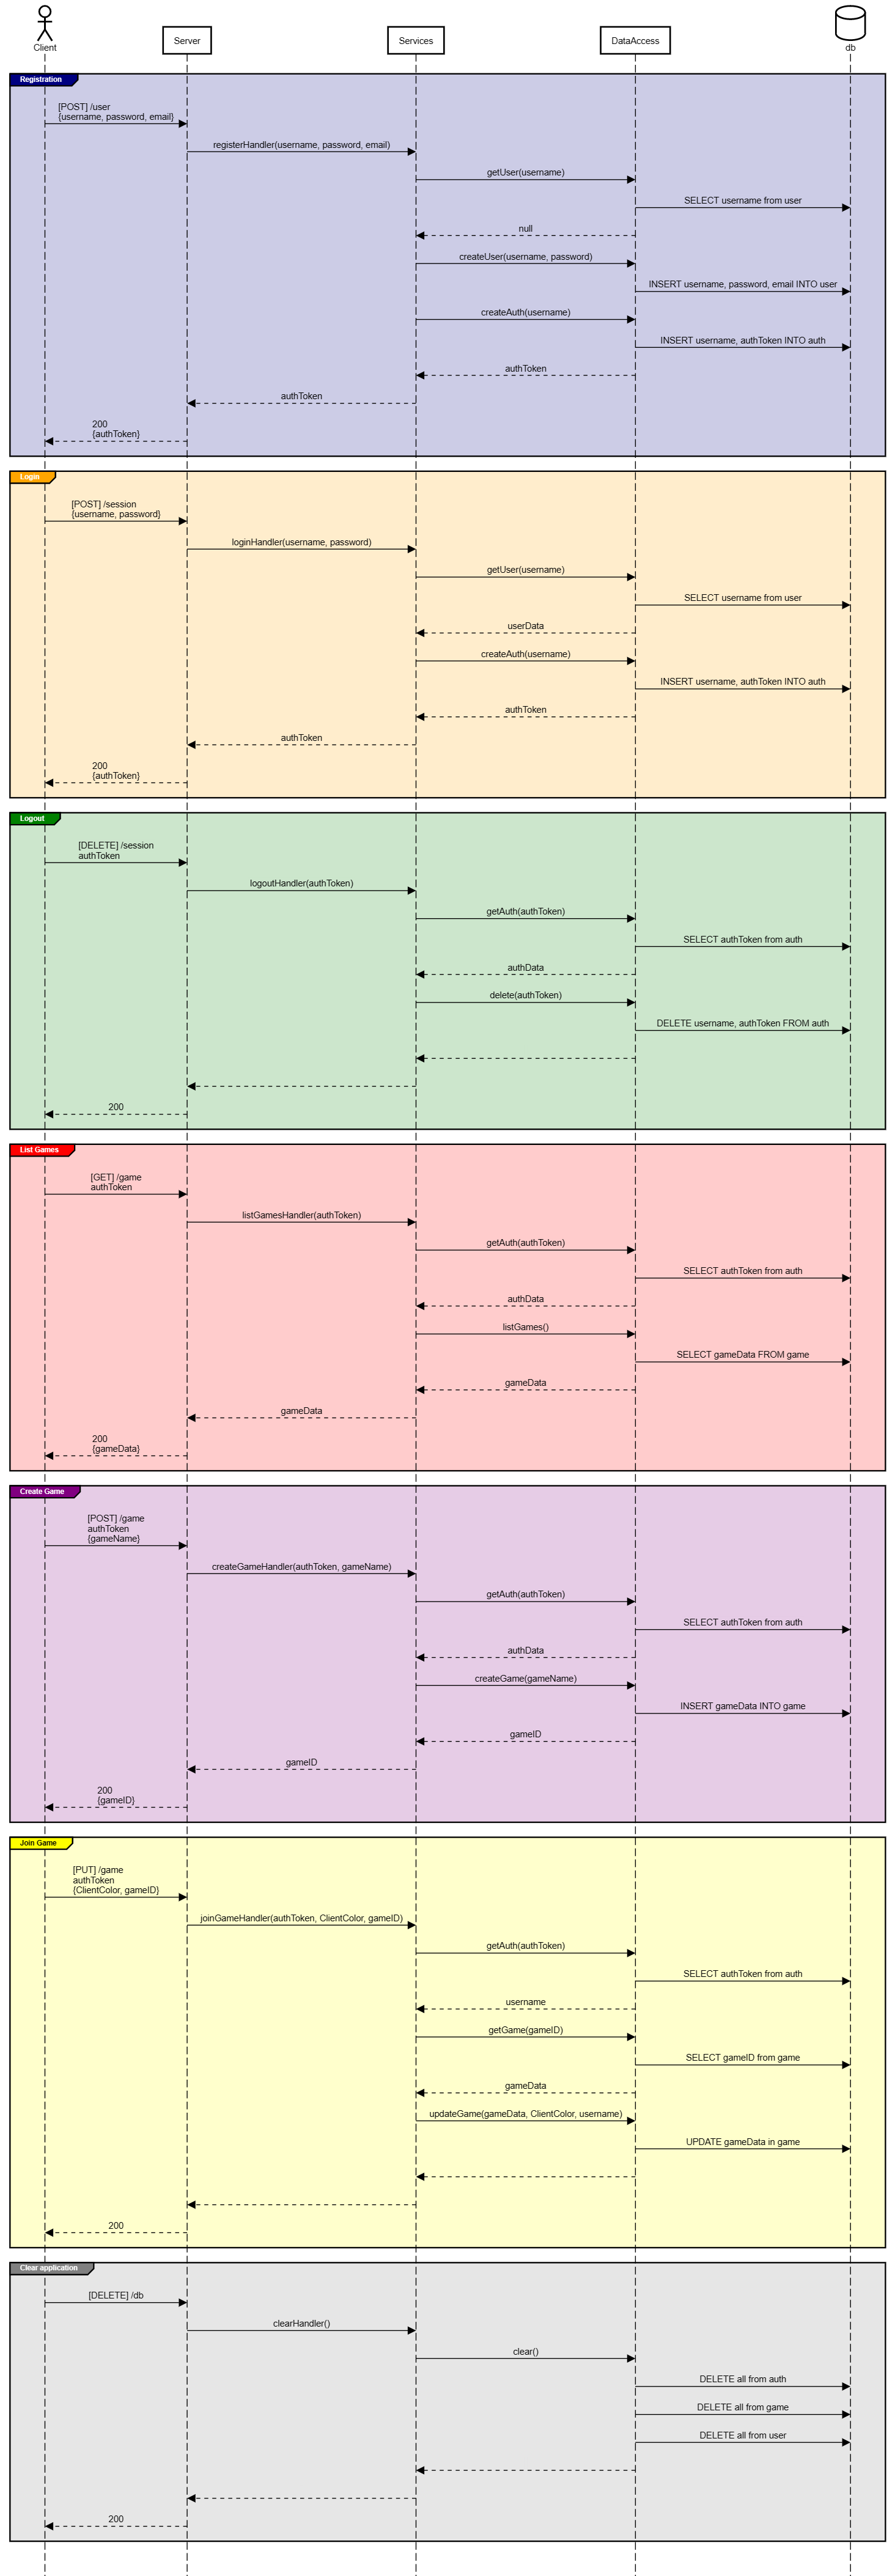 Client
Server
Services
DataAccess
db
Registration
[POST] /user
{username, password, email}
registerHandler(username, password, email)
getUser(username)
SELECT username from user
null
createUser(username, password)
INSERT username, password, email INTO user
createAuth(username)
INSERT username, authToken INTO auth
authToken
authToken
200
{authToken}
Login
[POST] /session
{username, password}
loginHandler(username, password)
getUser(username)
SELECT username from user
userData
createAuth(username)
INSERT username, authToken INTO auth
authToken
authToken
200
{authToken}
Logout
[DELETE] /session
authToken
logoutHandler(authToken)
getAuth(authToken)
SELECT authToken from auth
authData
delete(authToken)
DELETE username, authToken FROM auth
200
List Games
[GET] /game
authToken
listGamesHandler(authToken)
getAuth(authToken)
SELECT authToken from auth
authData
listGames()
SELECT gameData FROM game
gameData
gameData
200
{gameData}
Create Game
[POST] /game
authToken
{gameName}
createGameHandler(authToken, gameName)
getAuth(authToken)
SELECT authToken from auth
authData
createGame(gameName)
INSERT gameData INTO game
gameID
gameID
200
{gameID}
Join Game
[PUT] /game
authToken
{ClientColor, gameID}
joinGameHandler(authToken, ClientColor, gameID)
getAuth(authToken)
SELECT authToken from auth
username
getGame(gameID)
SELECT gameID from game
gameData
updateGame(gameData, ClientColor, username)
UPDATE gameData in game
200
Clear application
[DELETE] /db
clearHandler()
clear()
DELETE all from auth
DELETE all from game
DELETE all from user
200